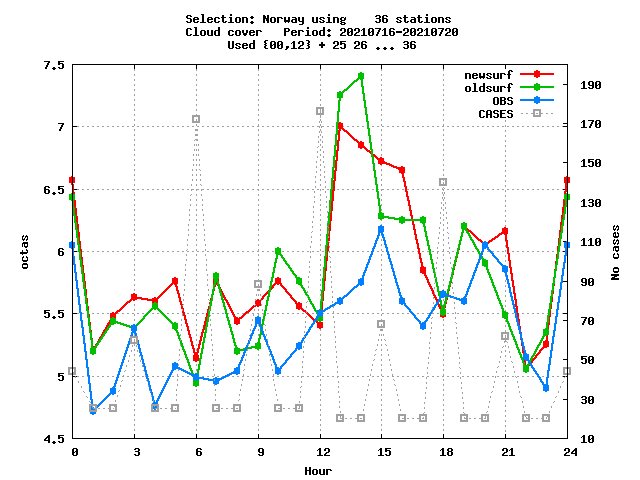 Selection: Norway using    36 stations
Cloud cover   Period: 20210716-20210720
Used {00,12} + 25 26 ... 36
newsurf
oldsurf
OBS
CASES
7.5
7
6.5
6
5.5
5
4.5
octas
190
170
150
130
110
90
70
50
30
10
No cases
0 3 6 9 12 15 18 21 24
Hour